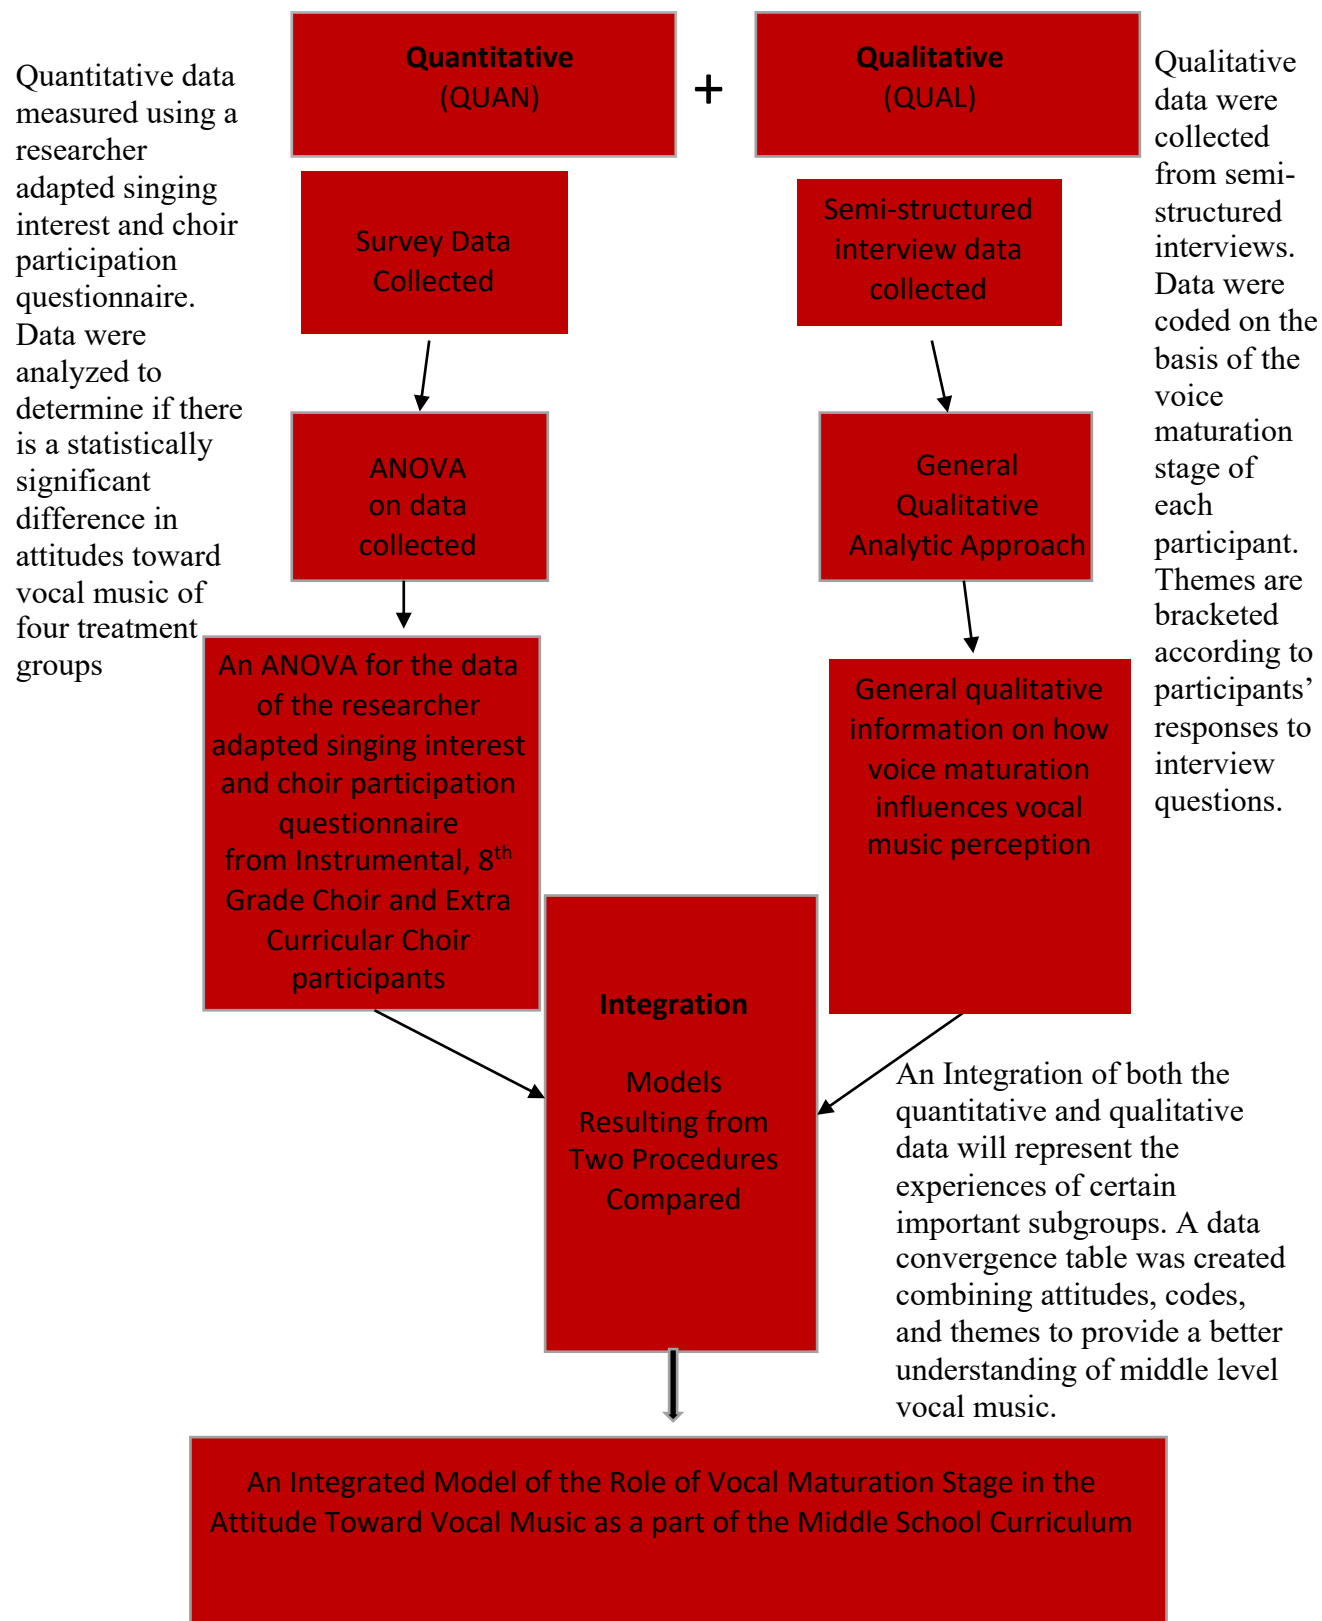 Quantitative
(QUAN)
+
Qualitative
(QUAL)
Quantitative data
measured using a
researcher
adapted singing
interest and choir
participation
questionnaire.
Data were
analyzed to
determine if there
is a statistically
significant
difference in
attitudes toward
vocal music of
four treatment
groups
Survey Data
Collected
Semi-structured
interview data
collected
Qualitative
data were
collected
from semi-
structured
interviews.
Data were
coded on the
basis of the
voice
maturation
stage of
each
participant.
Themes are
bracketed
according to
participants’
responses to
interview
questions.
ANOVA
on data
collected
General
Qualitative
Analytic Approach
An ANOVA for the data
of the researcher
adapted singing interest
and choir participation
questionnaire
from Instrumental, 8th
Grade Choir and Extra
Curricular Choir
participants
General qualitative
information on how
voice maturation
influences vocal
music perception
Integration
Models
Resulting from
Two Procedures
Compared
An Integration of both the
quantitative and qualitative
data will represent the
experiences of certain
important subgroups. A data
convergence table was created
combining attitudes, codes,
and themes to provide a better
understanding of middle level
vocal music.
An Integrated Model of the Role of Vocal Maturation Stage in the
Attitude Toward Vocal Music as a part of the Middle School Curriculum